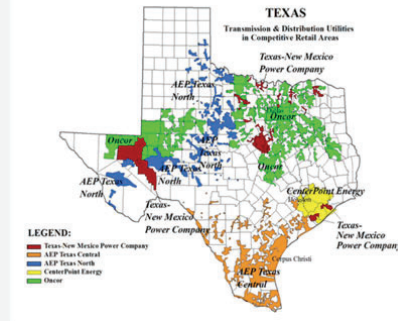 TEXAS
Transmission & Distribution Utilities
in Competitive Retail Areas
Texas-New Mexico
Power Company
AEP Texas
North
Oncor
Oncor
AEP
Texas
North
AEP Texas
North
Oncor
AEP Texas
North
CenterPoint Energy
Houston
Texas-
New Mexico
Power Company
Texas-
New Mexico
Power Company
Corpus Christi
AEP Texas
Central
LEGEND:
Texas-New Mexico Power Company
AEP Texas Central
AEP Texas North
CenterPoint Energy
Oncor